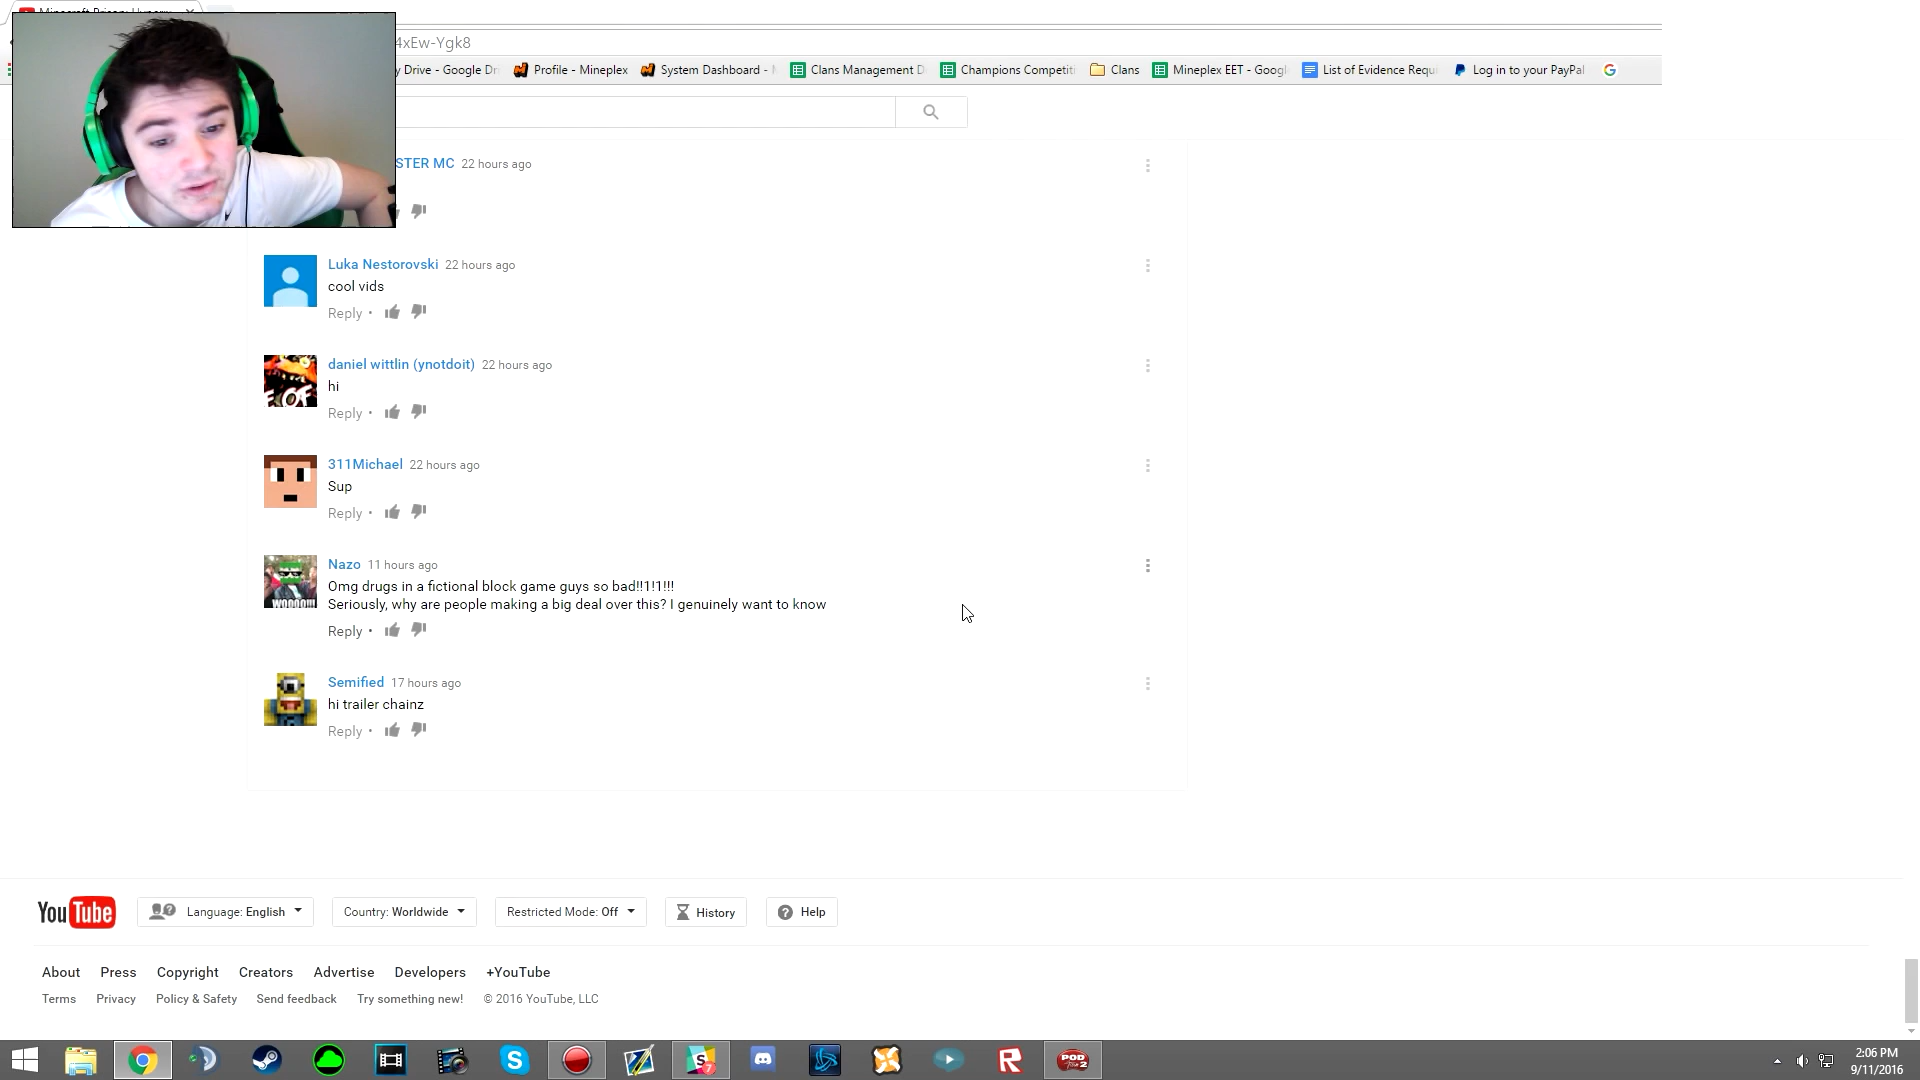 4xEw-Ygk8
y Drive - Google Dr
Profile - Mineplex
System Dashboard -
Clans Management D
Champions Competiti
Clans
Mineplex EET - Googl
List of Evidence Requ
Log in to your PayPal
STER MC 22 hours ago
Luka Nestorovski 22 hours ago
cool vids
Reply •
daniel wittlin (ynotdoit) 22 hours ago
hi
Reply •
311Michael 22 hours ago
Sup
Reply •
Nazo 11 hours ago
Omg drugs in a fictional block game guys so bad!!1!1!!!
Seriously, why are people making a big deal over this? I genuinely want to know
Reply •
Semified 17 hours ago
hi trailer chainz
Reply •
YouTube
Language: English
Country: Worldwide
Restricted Mode: Off
History
Help
About Press Copyright Creators Advertise Developers +YouTube
Terms Privacy Policy & Safety Send feedback Try something new! © 2016 YouTube, LLC
2:06 PM
9/11/2016